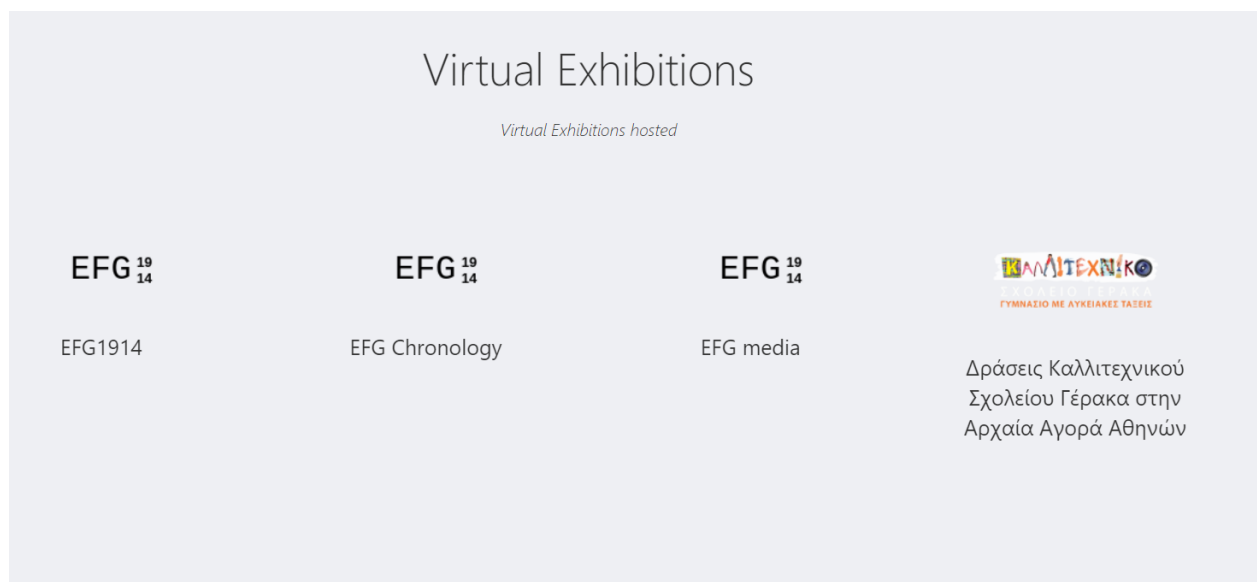 Virtual Exhibitions
Virtual Exhibitions hosted
EFG 19
14
EFG1914
EFG 19
14
EFG Chronology
EFG 19
14
EFG media
ΚΑΛΛΙΤΕΧΝΙΚΟ
ΣΧΟΛΕΙΟ ΓΕΡΑΚΑ
ΓΥΜΝΑΣΙΟ ΜΕ ΛΥΚΕΙΑΚΕΣ ΤΑΞΕΙΣ
Δράσεις Καλλιτεχνικού
Σχολείου Γέρακα στην
Αρχαία Αγορά Αθηνών